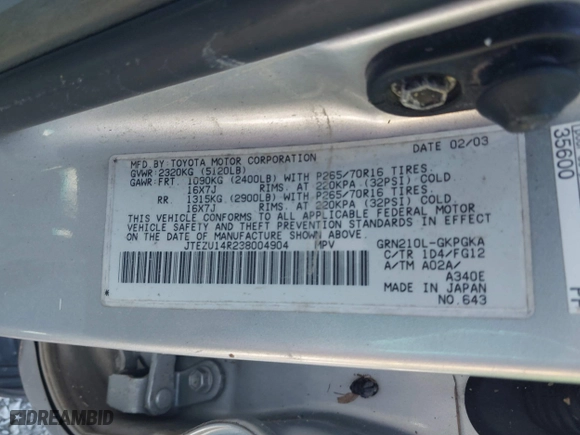 MFD.BY TOYOTA MOTOR CORPORATION DATE 02/03
GVWR 2320KG (5120LB)
GAWR FRT. 1090KG (2400LB) WITH P265/70R16 TIRES.
16X7J RIMS. AT 220KPA (32PSI) COLD.
RR. 1315KG (2900LB) WITH P265/70R16 TIRES.
16X7J RIMS. AT 220KPA (32PSI) COLD.
THIS VEHICLE CONFORMS TO ALL APPLICABLE FEDERAL MOTOR
VEHICLE SAFETY AND THEFT PREVENTION STANDARDS IN EFFECT
ON THE DATE OF MANUFACTURE SHOWN ABOVE.
JTEZU14R238004904 MPV GRN210L-GKPGKA
C/TR 1D4/FG12
A/TM A02A/
A340E
MADE IN JAPAN
NO.643
35600
DREAMBID